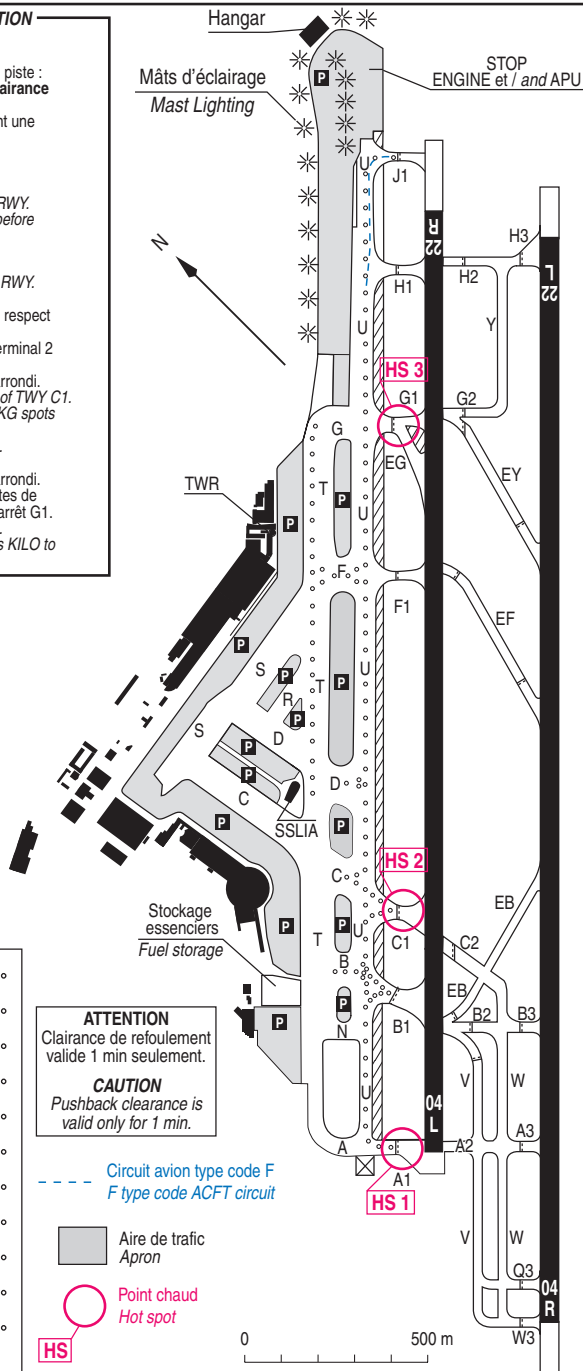 TION
piste :
airance
nt une
RWY.
before
RWY.
respect
erminal 2
arrondi.
of TWY C1.
KG spots
.
arrondi.
tes de
arrêt G1.
.
s KILO to
Hangar
Mâts d'éclairage
Mast Lighting
P
STOP
ENGINE et / and APU
N
U
J1
22 R
H3
22 L
H1
H2
Y
U
HS 3
G1
G2
G
EG
T
P
U
EY
TWR
P
F
F1
EF
P
S
P
R
P
T
P
U
S
D
P
P
C
D
SSLIA
P
P
HS 2
C
Stockage
essenciers
Fuel storage
P
T
P
U
C1
C2
EB
B
P
EB
B1
B2
B3
P
N
ATTENTION
Clairance de refoulement
valide 1 min seulement.
CAUTION
Pushback clearance is
valid only for 1 min.
U
V
W
04 L
A
A1
A2
A3
HS 1
Circuit avion type code F
F type code ACFT circuit
V
W
Aire de trafic
Apron
Q3
04 R
Point chaud
Hot spot
HS
W3
0 500 m